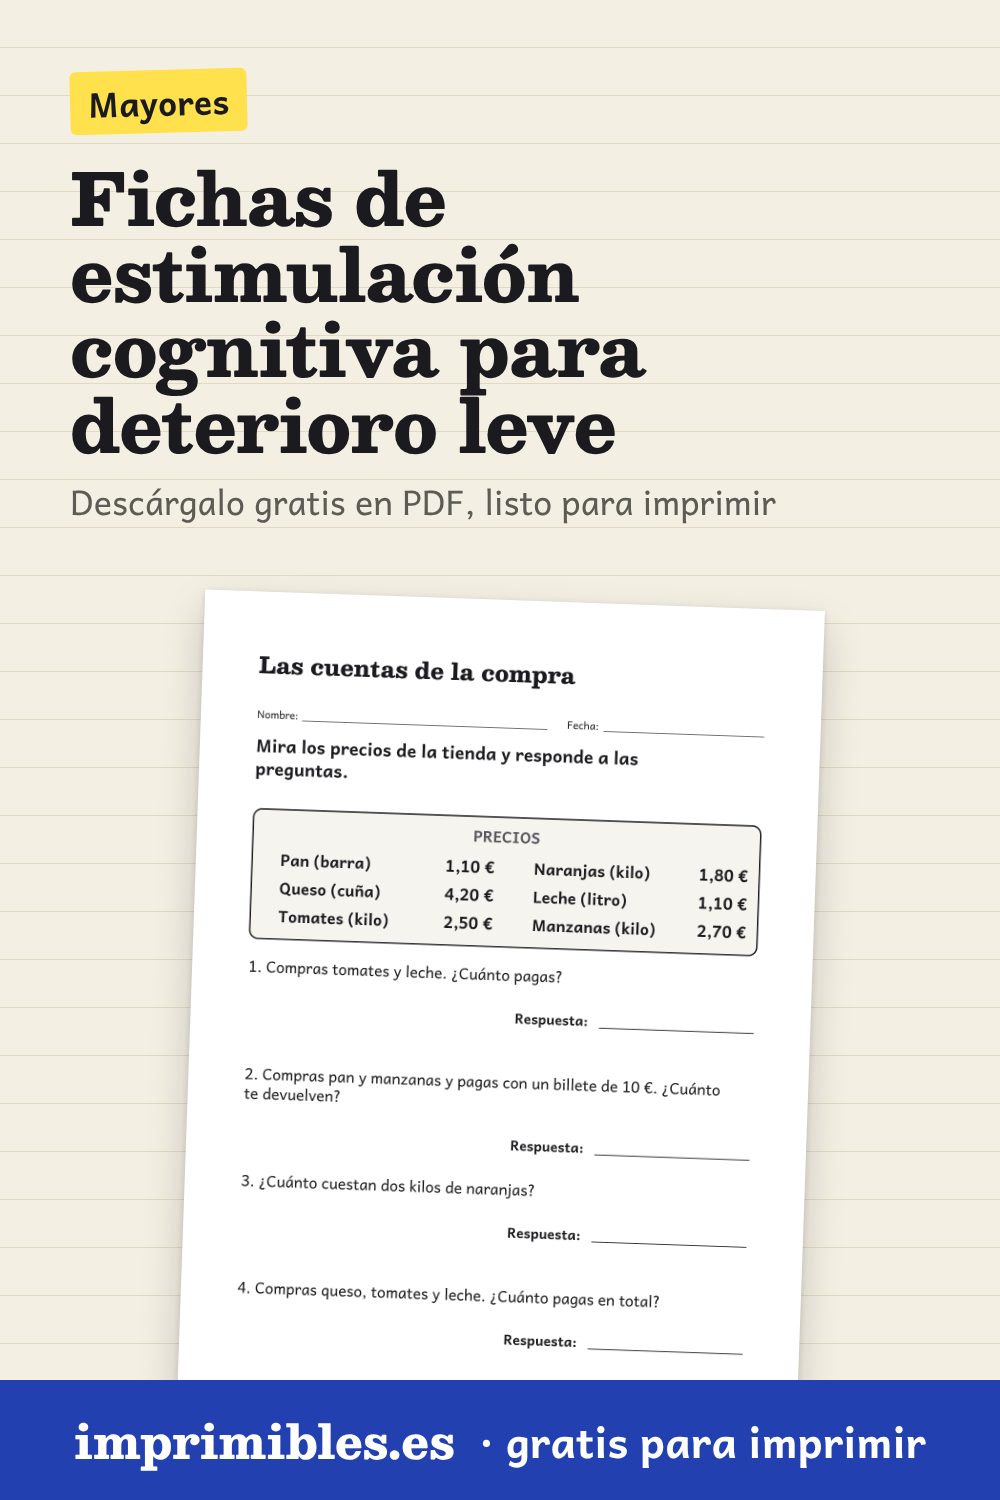 Mayores
Fichas de
estimulación
cognitiva para
deterioro leve
Descárgalo gratis en PDF, listo para imprimir
Las cuentas de la compra
Nombre: Fecha:
Mira los precios de la tienda y responde a las
preguntas.
PRECIOS
Pan (barra) 1,10 € Naranjas (kilo) 1,80 €
Queso (cuña) 4,20 € Leche (litro) 1,10 €
Tomates (kilo) 2,50 € Manzanas (kilo) 2,70 €
1. Compras tomates y leche. ¿Cuánto pagas?
Respuesta:
2. Compras pan y manzanas y pagas con un billete de 10 €. ¿Cuánto
te devuelven?
Respuesta:
3. ¿Cuánto cuestan dos kilos de naranjas?
Respuesta:
4. Compras queso, tomates y leche. ¿Cuánto pagas en total?
Respuesta:
imprimibles.es · gratis para imprimir